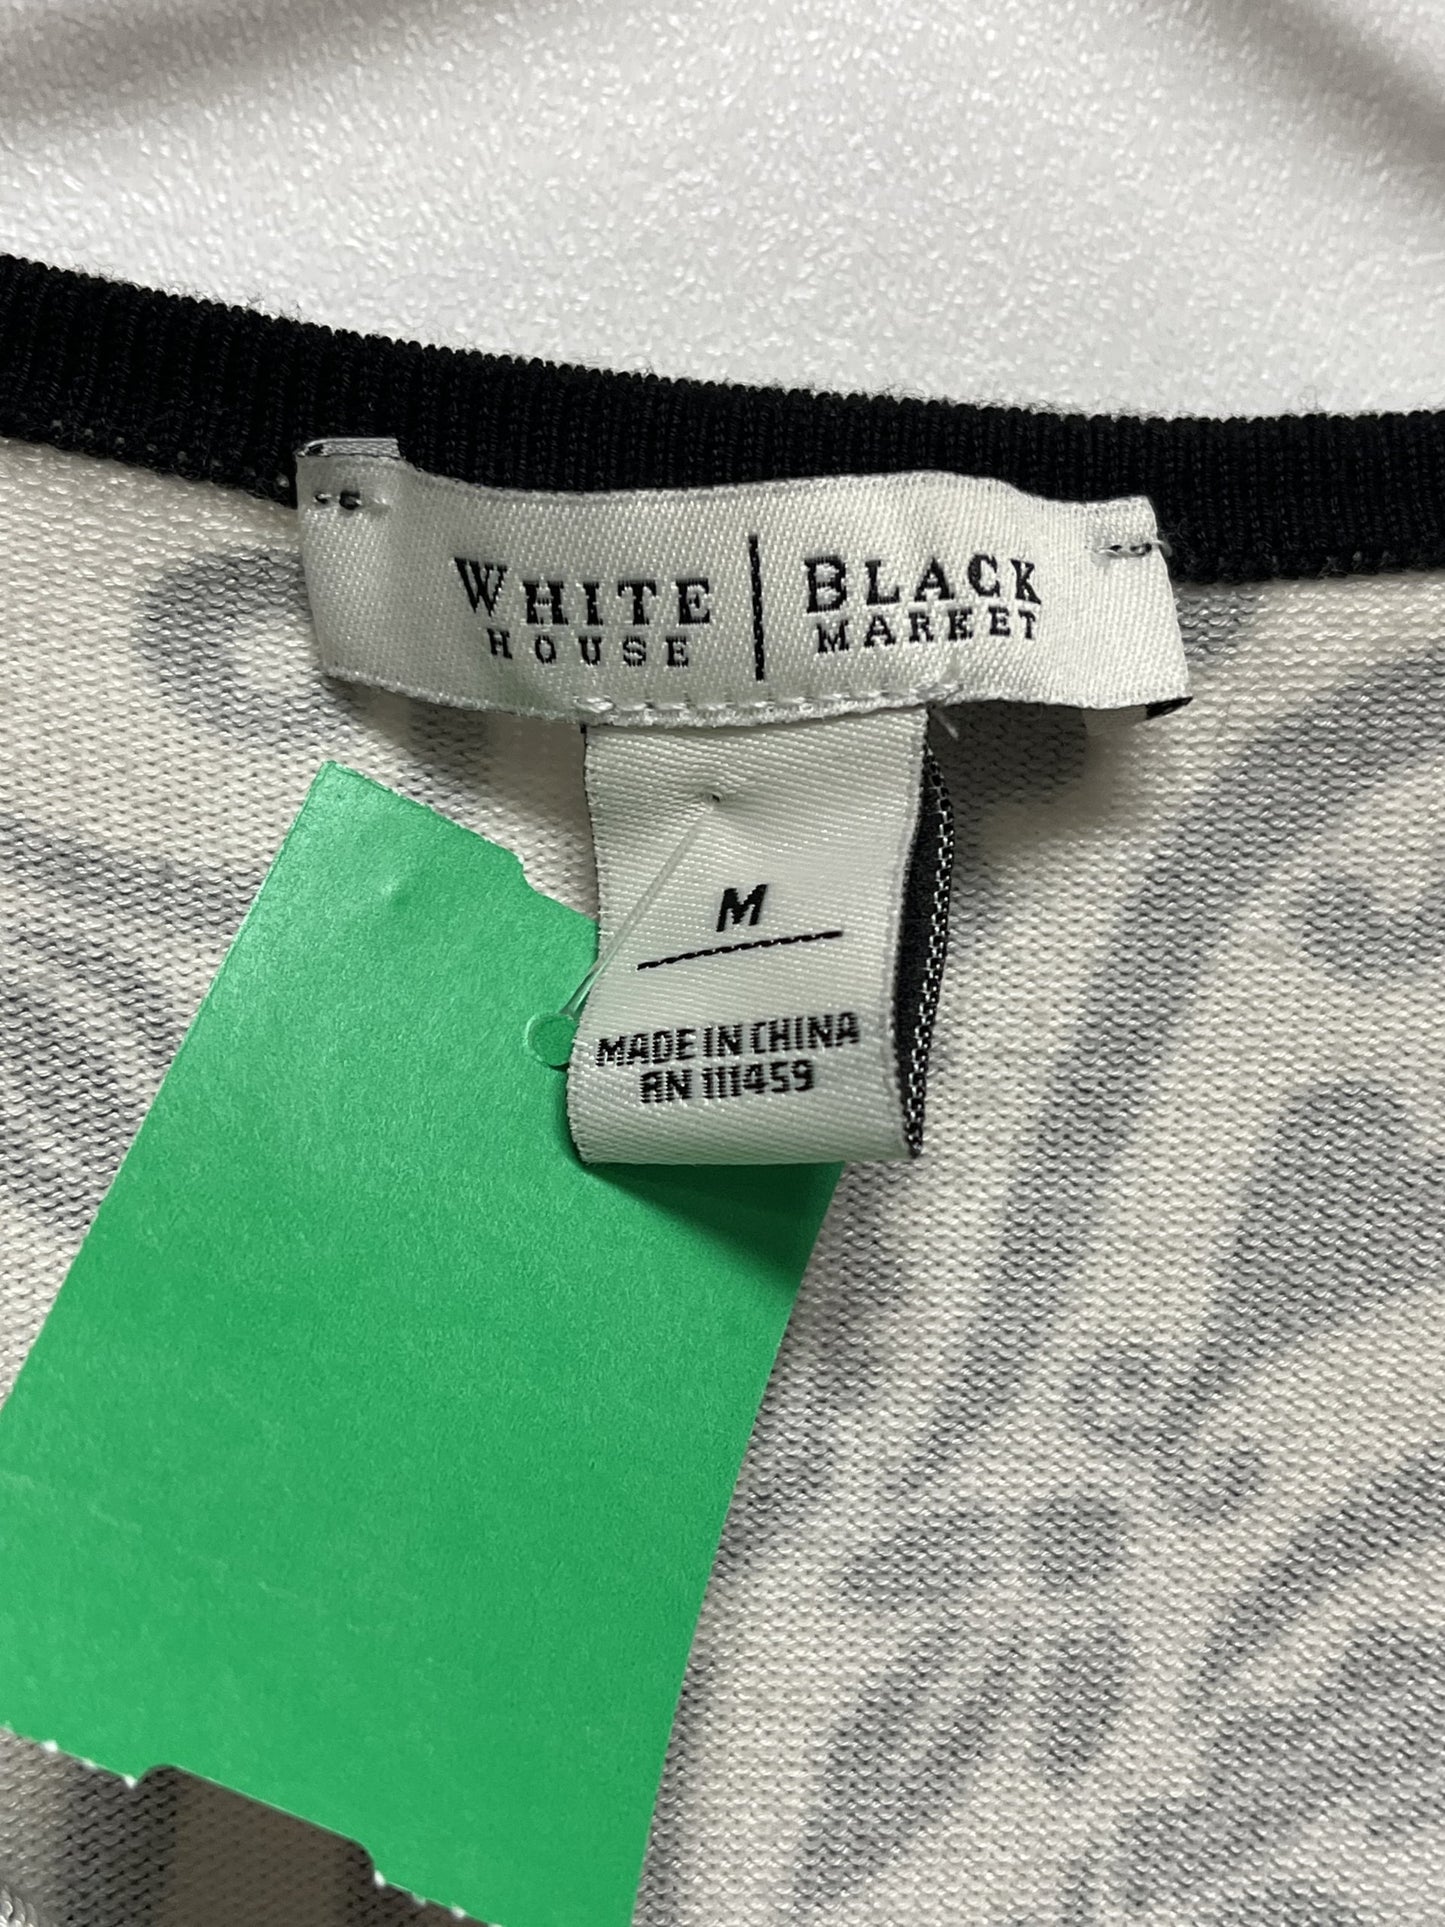 WHITE | BLACK
HOUSE MARKET
M
MADE IN CHINA
RN 111459